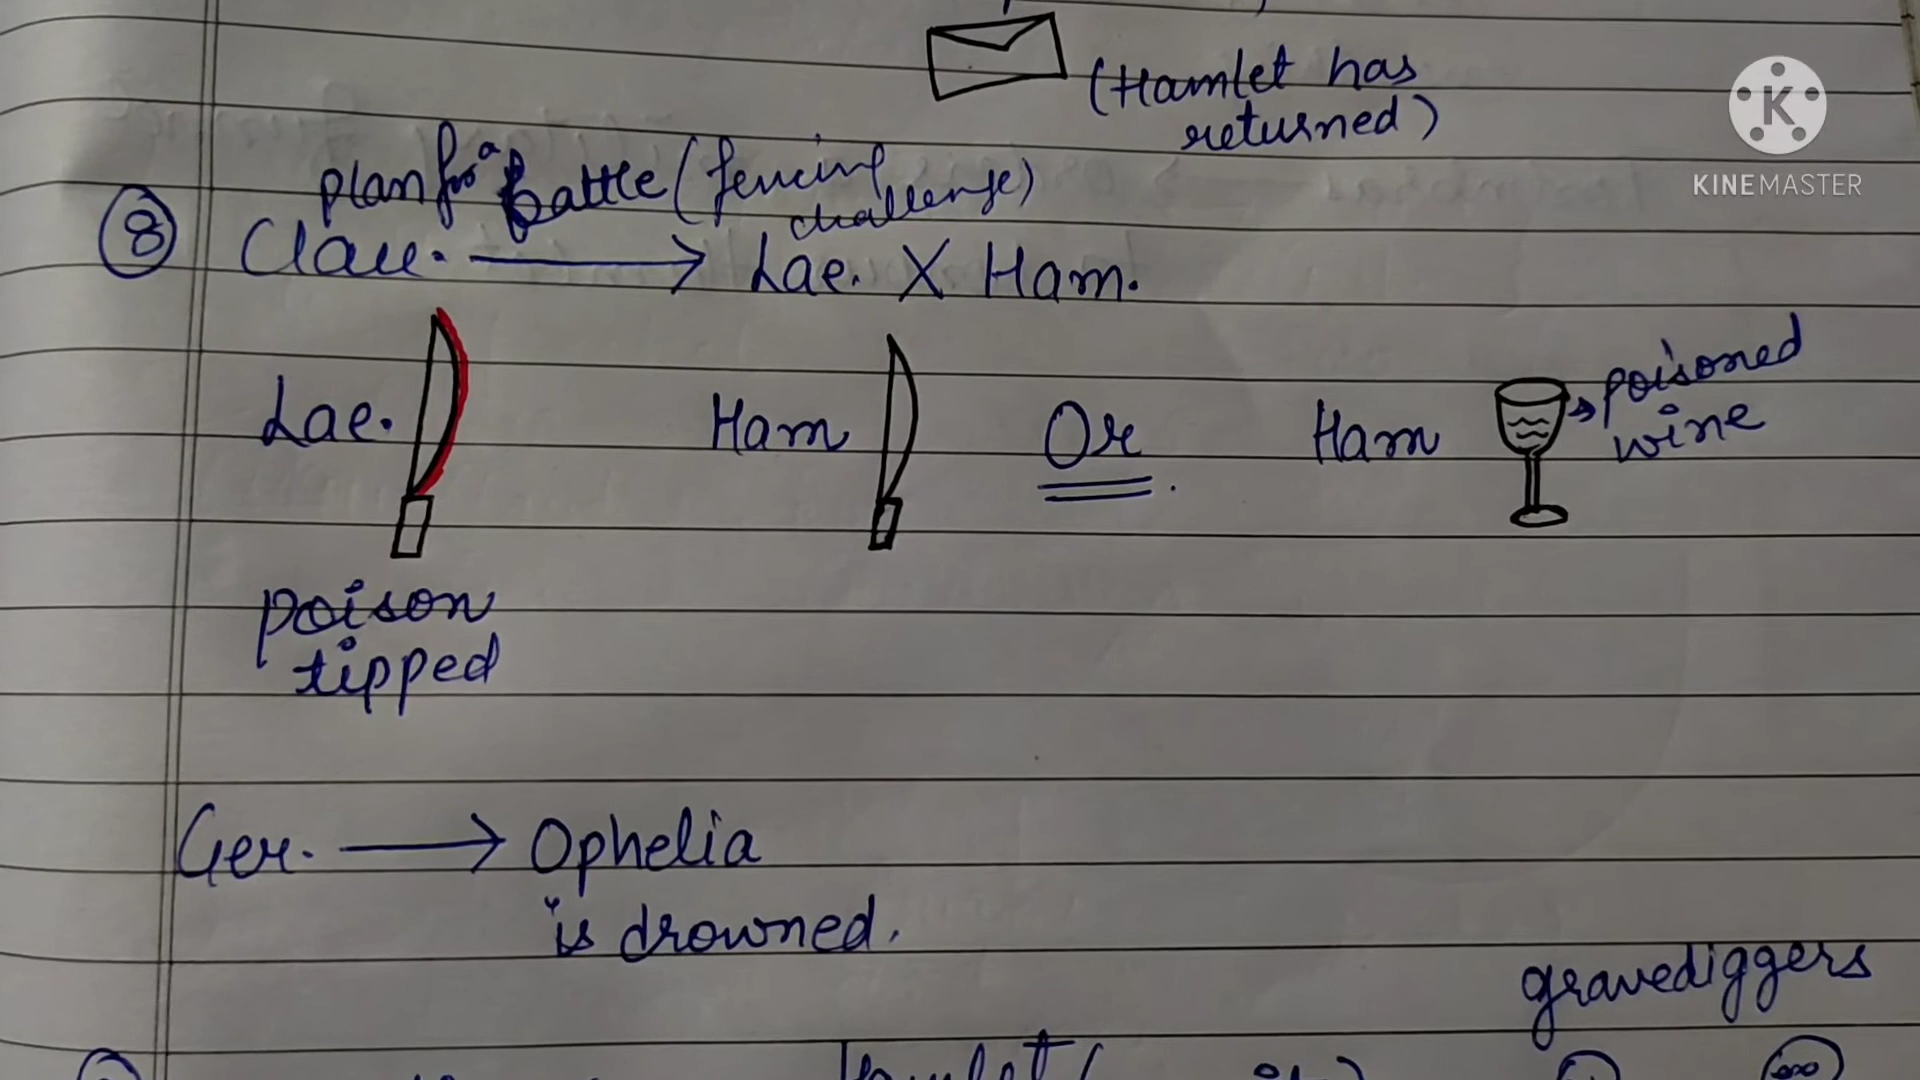 (Hamlet has
returned)
KINEMASTER
plan for a battle (fencing
challenge)
8 Clau. → Lae. X Ham.
Lae. Ham Or Ham poisoned
wine
poison
tipped
Ger. → Ophelia
is drowned.
gravediggers
Hamlet (